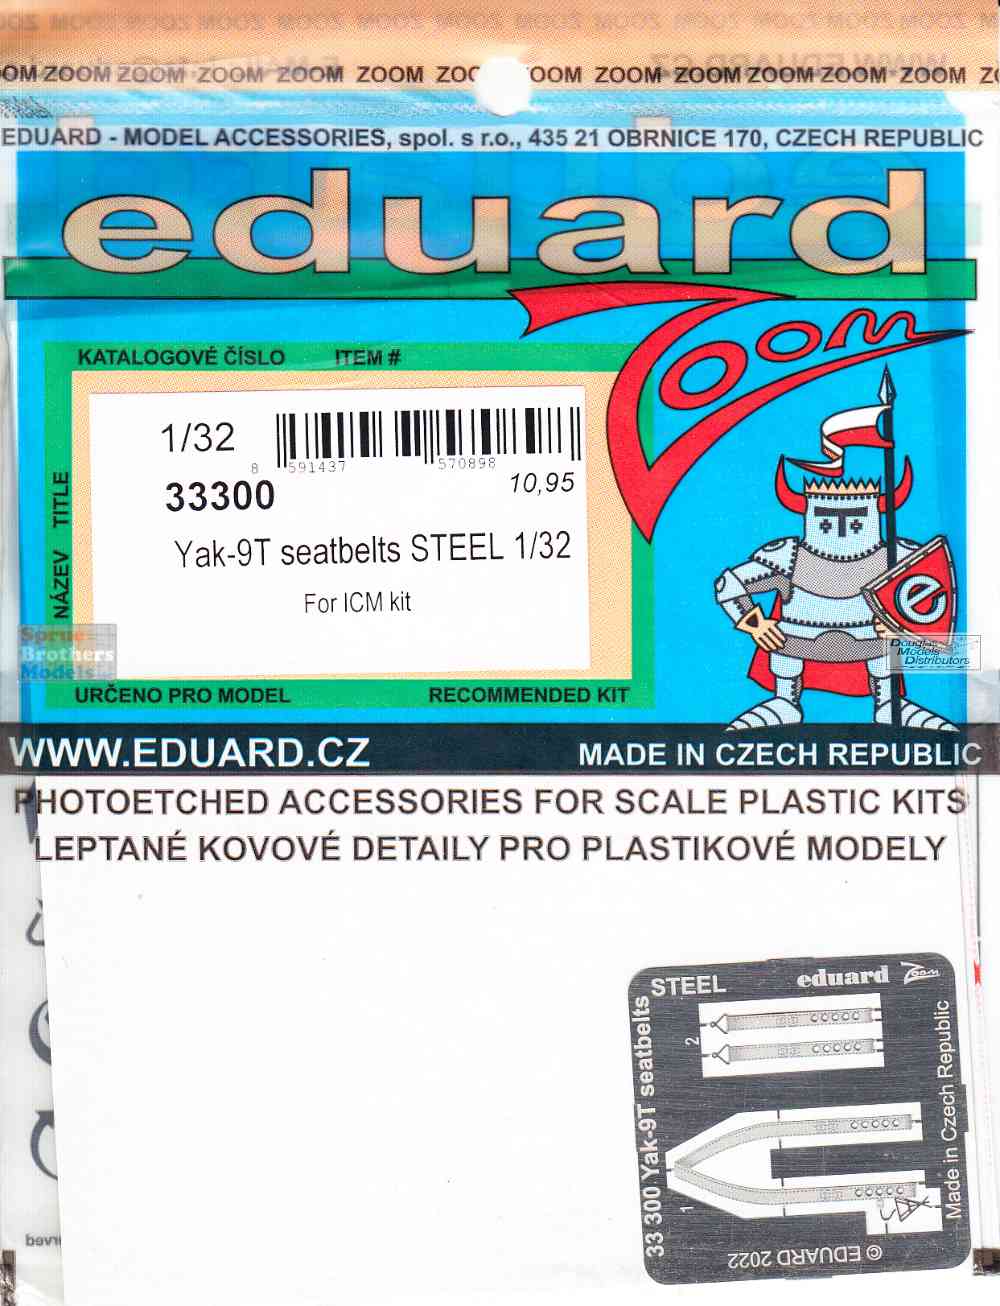 ZOOM ZOOM ZOOM ZOOM ZOOM ZOOM ZOOM ZOOM ZOOM ZOOM
EDUARD - MODEL ACCESSORIES, spol. s r.o., 435 21 OBRNICE 170, CZECH REPUBLIC
eduard
Zoom
KATALOGOVÉ ČÍSLO ITEM #
1/32
8 591437 570898
33300
10,95
NÁZEV TITLE
Yak-9T seatbelts STEEL 1/32
For ICM kit
e
Sprue
Brothers
Models
Douglas
Models
Distributors
URČENO PRO MODEL RECOMMENDED KIT
WWW.EDUARD.CZ MADE IN CZECH REPUBLIC
PHOTOETCHED ACCESSORIES FOR SCALE PLASTIC KITS
LEPTANÉ KOVOVÉ DETAILY PRO PLASTIKOVÉ MODELY
STEEL eduard Zoom
33 300 Yak-9T seatbelts
2
1
Made in Czech Republic
© EDUARD 2022